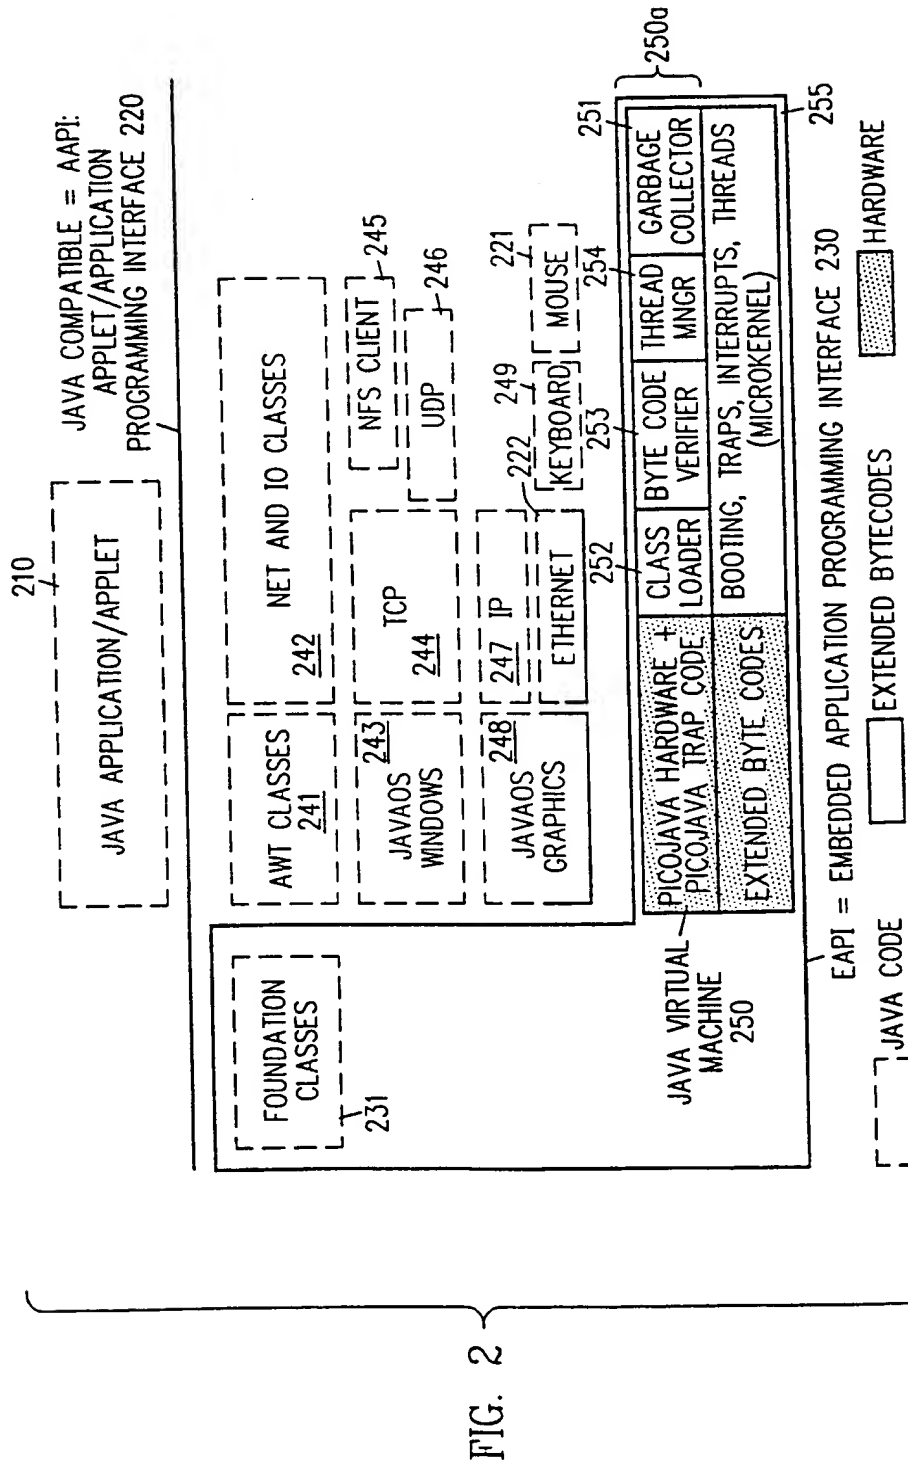 FIG. 2
210
JAVA APPLICATION/APPLET
JAVA COMPATIBLE = AAPI:
APPLET/APPLICATION
PROGRAMMING INTERFACE 220
FOUNDATION
CLASSES
231
AWT CLASSES
241
NET AND IO CLASSES
242
JAVAOS
WINDOWS
243
TCP
244
NFS CLIENT
245
UDP
246
JAVAOS
GRAPHICS
248
IP
247
ETHERNET
222
KEYBOARD
249
MOUSE
221
JAVA VIRTUAL
MACHINE
250
PICOJAVA HARDWARE +
PICOJAVA TRAP CODE
EXTENDED BYTE CODES
252
CLASS
LOADER
253
BYTE CODE
VERIFIER
254
THREAD
MNGR
251
GARBAGE
COLLECTOR
250a
BOOTING, TRAPS, INTERRUPTS, THREADS
(MICROKERNEL)
255
EAPI = EMBEDDED APPLICATION PROGRAMMING INTERFACE 230
JAVA CODE
EXTENDED BYTECODES
HARDWARE